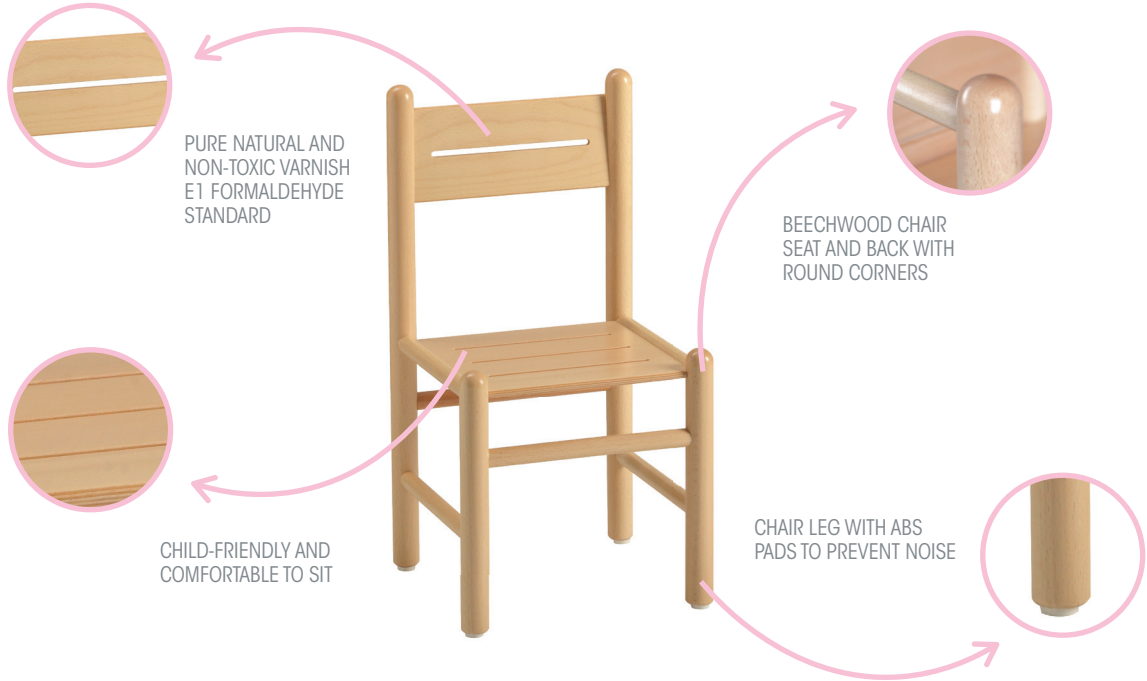 PURE NATURAL AND
NON-TOXIC VARNISH
E1 FORMALDEHYDE
STANDARD
BEECHWOOD CHAIR
SEAT AND BACK WITH
ROUND CORNERS
CHILD-FRIENDLY AND
COMFORTABLE TO SIT
CHAIR LEG WITH ABS
PADS TO PREVENT NOISE